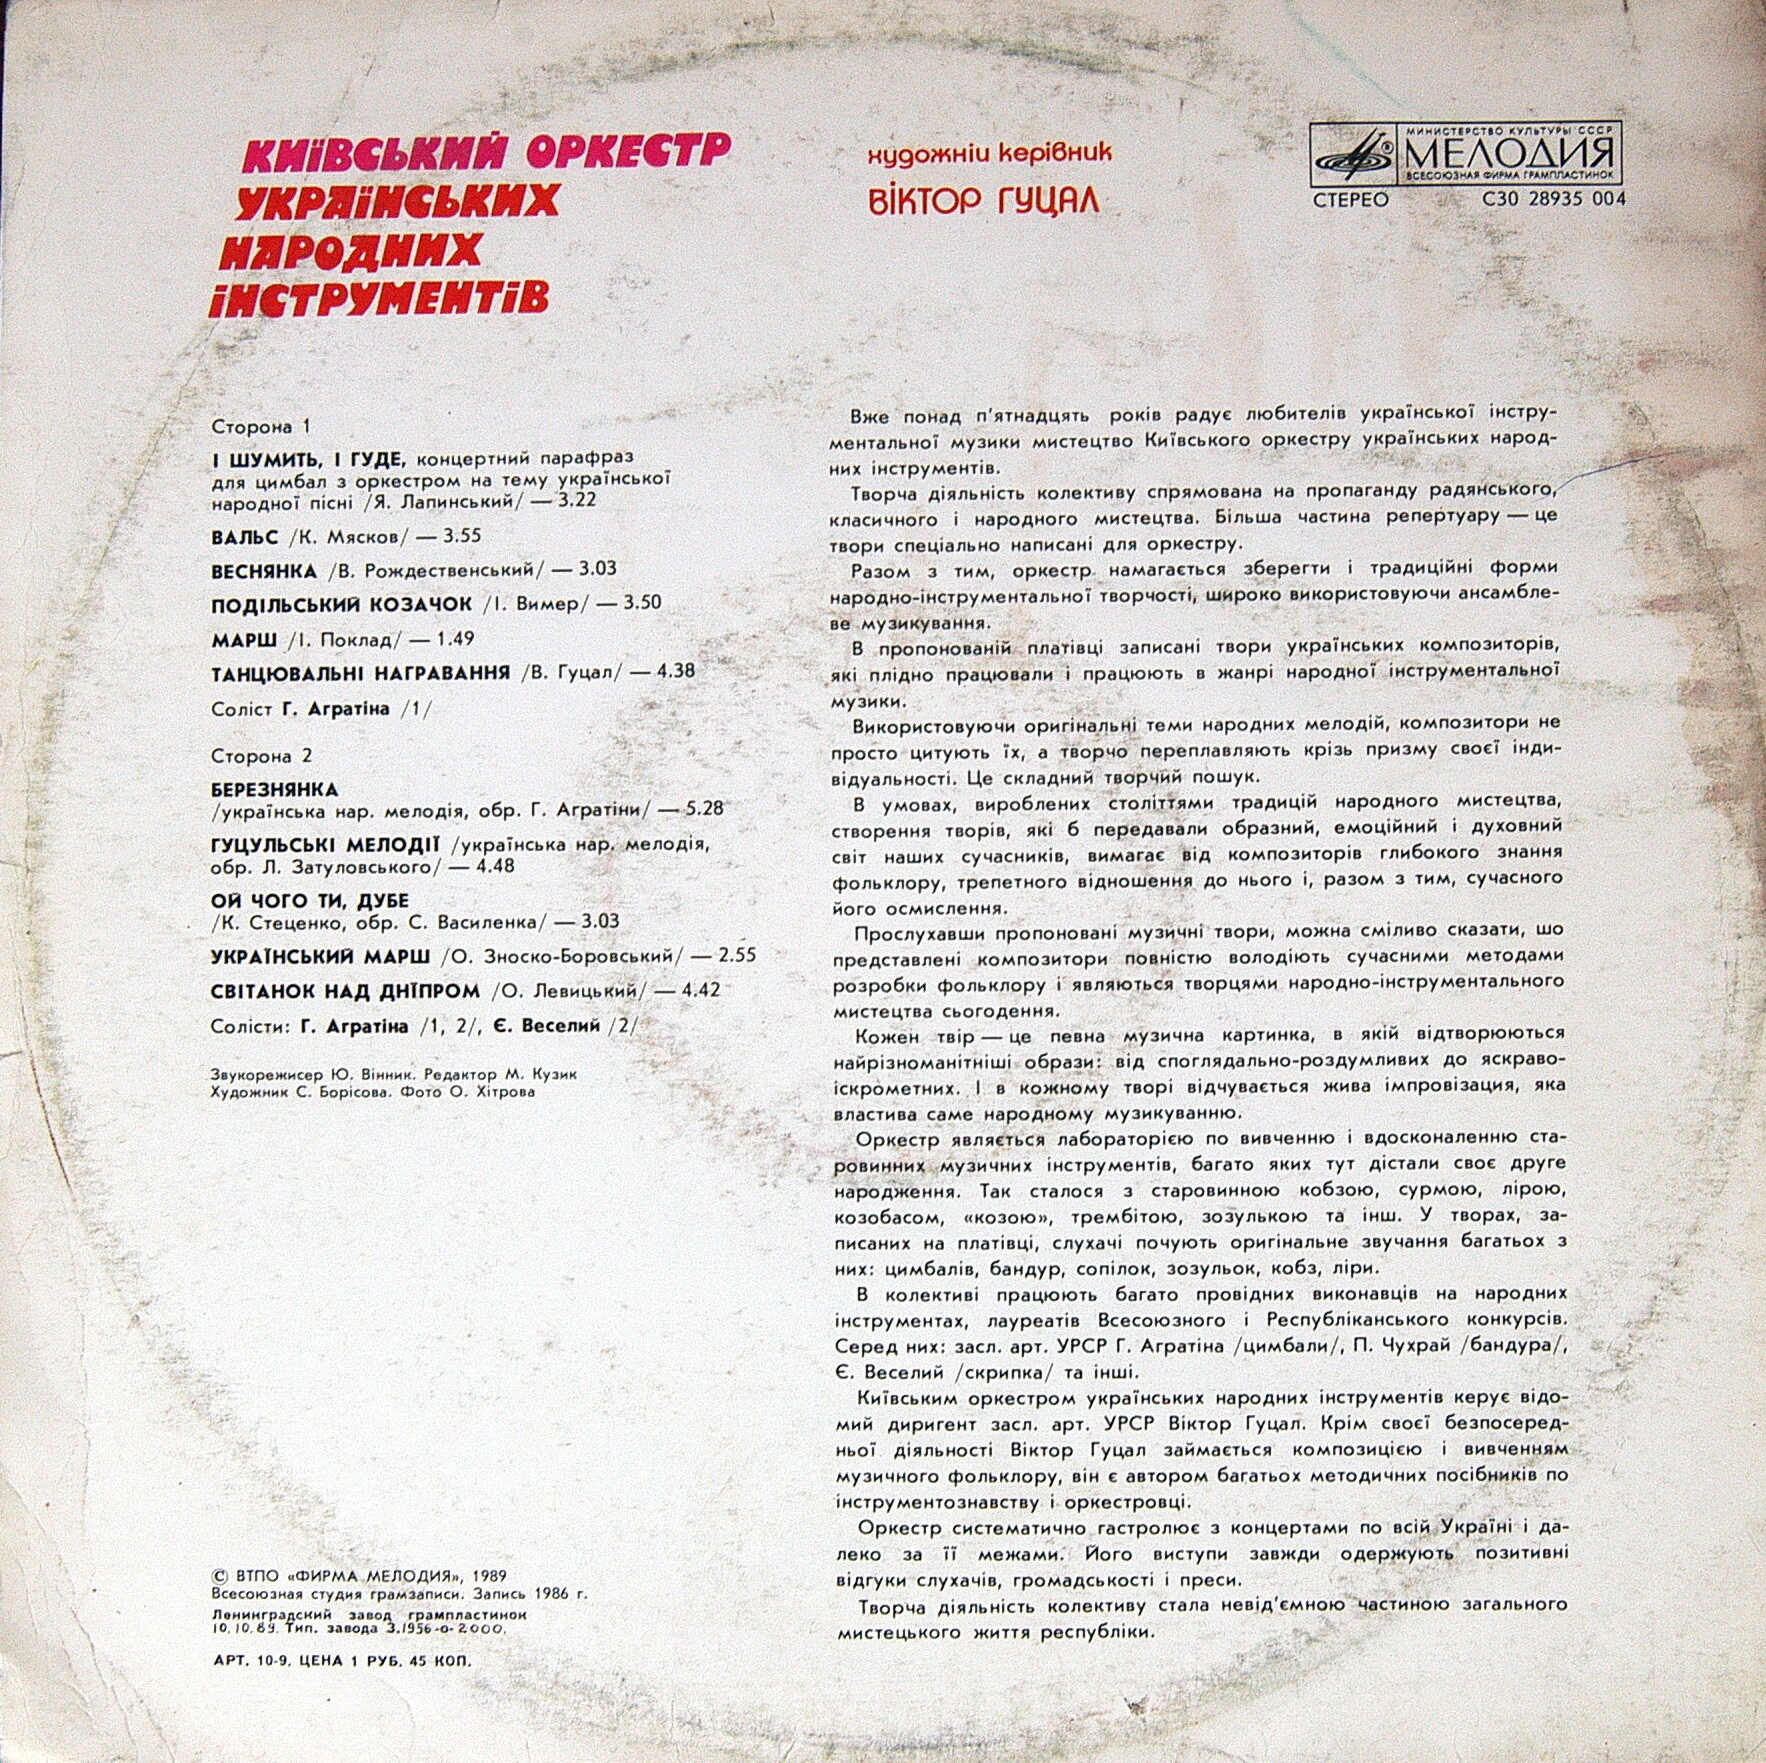 КИЇВСЬКИЙ ОРКЕСТР
УКРАЇНСЬКИХ
НАРОДНИХ
ІНСТРУМЕНТІВ
художній керівник
ВІКТОР ГУЦАЛ
МИНИСТЕРСТВО КУЛЬТУРЫ СССР
МЕЛОДИЯ
ВСЕСОЮЗНАЯ ФИРМА ГРАМПЛАСТИНОК
СТЕРЕО С30 28935 004
Сторона 1
І ШУМИТЬ, І ГУДЕ, концертний парафраз
для цимбал з оркестром на тему української
народної пісні /Я. Лапинський/ — 3.22
ВАЛЬС /К. Мясков/ — 3.55
ВЕСНЯНКА /В. Рождественський/ — 3.03
ПОДІЛЬСЬКИЙ КОЗАЧОК /І. Вимер/ — 3.50
МАРШ /І. Поклад/ — 1.49
ТАНЦЮВАЛЬНІ НАГРАВАННЯ /В. Гуцал/ — 4.38
Соліст Г. Агратіна /1/
Сторона 2
БЕРЕЗНЯНКА
/українська нар. мелодія, обр. Г. Агратіни/ — 5.28
ГУЦУЛЬСЬКІ МЕЛОДІЇ /українська нар. мелодія,
обр. Л. Затуловського/ — 4.48
ОЙ ЧОГО ТИ, ДУБЕ
/К. Стеценко, обр. С. Василенка/ — 3.03
УКРАЇНСЬКИЙ МАРШ /О. Зноско-Боровський/ — 2.55
СВІТАНОК НАД ДНІПРОМ /О. Левицький/ — 4.42
Солісти: Г. Агратіна /1, 2/, Є. Веселий /2/
Звукорежисер Ю. Вінник. Редактор М. Кузик
Художник С. Борісова. Фото О. Хітрова
© ВТПО «ФИРМА МЕЛОДИЯ», 1989
Всесоюзная студия грамзаписи. Запись 1986 г.
Ленинградский завод грампластинок
10.10.89. Тип. завода З.1956-0-2000.
АРТ. 10-9. ЦЕНА 1 РУБ. 45 КОП.
Вже понад п'ятнадцять років радує любителів української інстру-
ментальної музики мистецтво Київського оркестру українських народ-
них інструментів.
Творча діяльність колективу спрямована на пропаганду радянського,
класичного і народного мистецтва. Більша частина репертуару — це
твори спеціально написані для оркестру.
Разом з тим, оркестр намагається зберегти і традиційні форми
народно-інструментальної творчості, широко використовуючи ансамбле-
ве музикування.
В пропонованій платівці записані твори українських композиторів,
які плідно працювали і працюють в жанрі народної інструментальної
музики.
Використовуючи оригінальні теми народних мелодій, композитори не
просто цитують їх, а творчо переплавляють крізь призму своєї інди-
відуальності. Це складний творчий пошук.
В умовах, вироблених століттями традицій народного мистецтва,
створення творів, які б передавали образний, емоційний і духовний
світ наших сучасників, вимагає від композиторів глибокого знання
фольклору, трепетного відношення до нього і, разом з тим, сучасного
його осмислення.
Прослухавши пропоновані музичні твори, можна сміливо сказати, шо
представлені композитори повністю володіють сучасними методами
розробки фольклору і являються творцями народно-інструментального
мистецтва сьогодення.
Кожен твір — це певна музична картинка, в якій відтворюються
найрізноманітніші образи: від споглядально-роздумливих до яскраво-
іскрометних. І в кожному творі відчувається жива імпровізація, яка
властива саме народному музикуванню.
Оркестр являється лабораторією по вивченню і вдосконаленню ста-
ровинних музичних інструментів, багато яких тут дістали своє друге
народження. Так сталося з старовинною кобзою, сурмою, лірою,
козобасом, «козою», трембітою, зозулькою та інш. У творах, за-
писаних на платівці, слухачі почують оригінальне звучання багатьох з
них: цимбалів, бандур, сопілок, зозульок, кобз, ліри.
В колективі працюють багато провідних виконавців на народних
інструментах, лауреатів Всесоюзного і Республіканського конкурсів.
Серед них: засл. арт. УРСР Г. Агратіна /цимбали/, П. Чухрай /бандура/,
Є. Веселий /скрипка/ та інші.
Київським оркестром українських народних інструментів керує відо-
мий диригент засл. арт. УРСР Віктор Гуцал. Крім своєї безпосеред-
ньої діяльності Віктор Гуцал займається композицією і вивченням
музичного фольклору, він є автором багатьох методичних посібників по
інструментознавству і оркестровці.
Оркестр систематично гастролює з концертами по всій Україні і да-
леко за її межами. Його виступи завжди одержують позитивні
відгуки слухачів, громадськості і преси.
Творча діяльність колективу стала невід'ємною частиною загального
мистецького життя республіки.